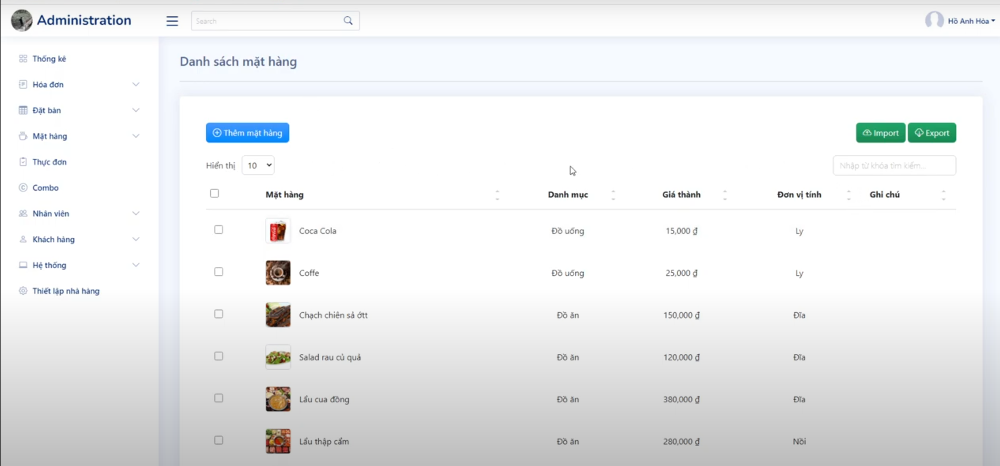 Administration
Search
Hồ Anh Hòa
Thống kê
Hóa đơn
Đặt bàn
Mặt hàng
Thực đơn
Combo
Nhân viên
Khách hàng
Hệ thống
Thiết lập nhà hàng
Danh sách mặt hàng
Thêm mặt hàng
Import
Export
Hiển thị 10
Nhập từ khóa tìm kiếm...
Mặt hàng Danh mục Giá thành Đơn vị tính Ghi chú
Coca Cola Đồ uống 15,000 ₫ Ly
Coffe Đồ uống 25,000 ₫ Ly
Chạch chiên sả ớtt Đồ ăn 150,000 ₫ Đĩa
Salad rau củ quả Đồ ăn 120,000 ₫ Đĩa
Lẩu cua đồng Đồ ăn 380,000 ₫ Đĩa
Lẩu thập cẩm Đồ ăn 280,000 ₫ Nồi